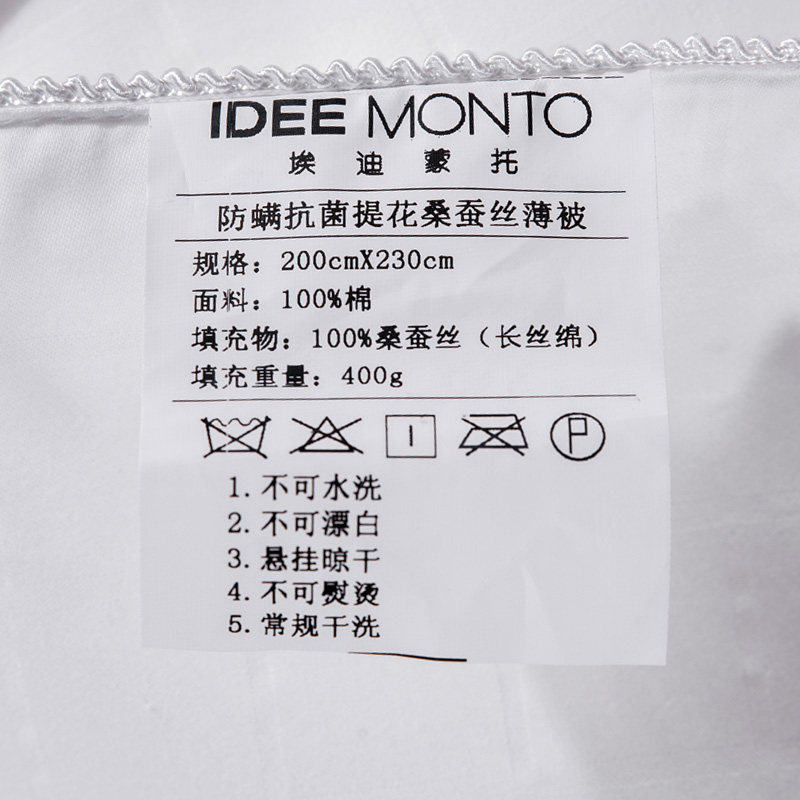 IDEE MONTO
埃迪蒙托
防螨抗菌提花桑蚕丝薄被
规格：200cmX230cm
面料：100%棉
填充物：100%桑蚕丝（长丝绵）
填充重量：400g
P
1.不可水洗
2.不可漂白
3.悬挂晾干
4.不可熨烫
5.常规干洗